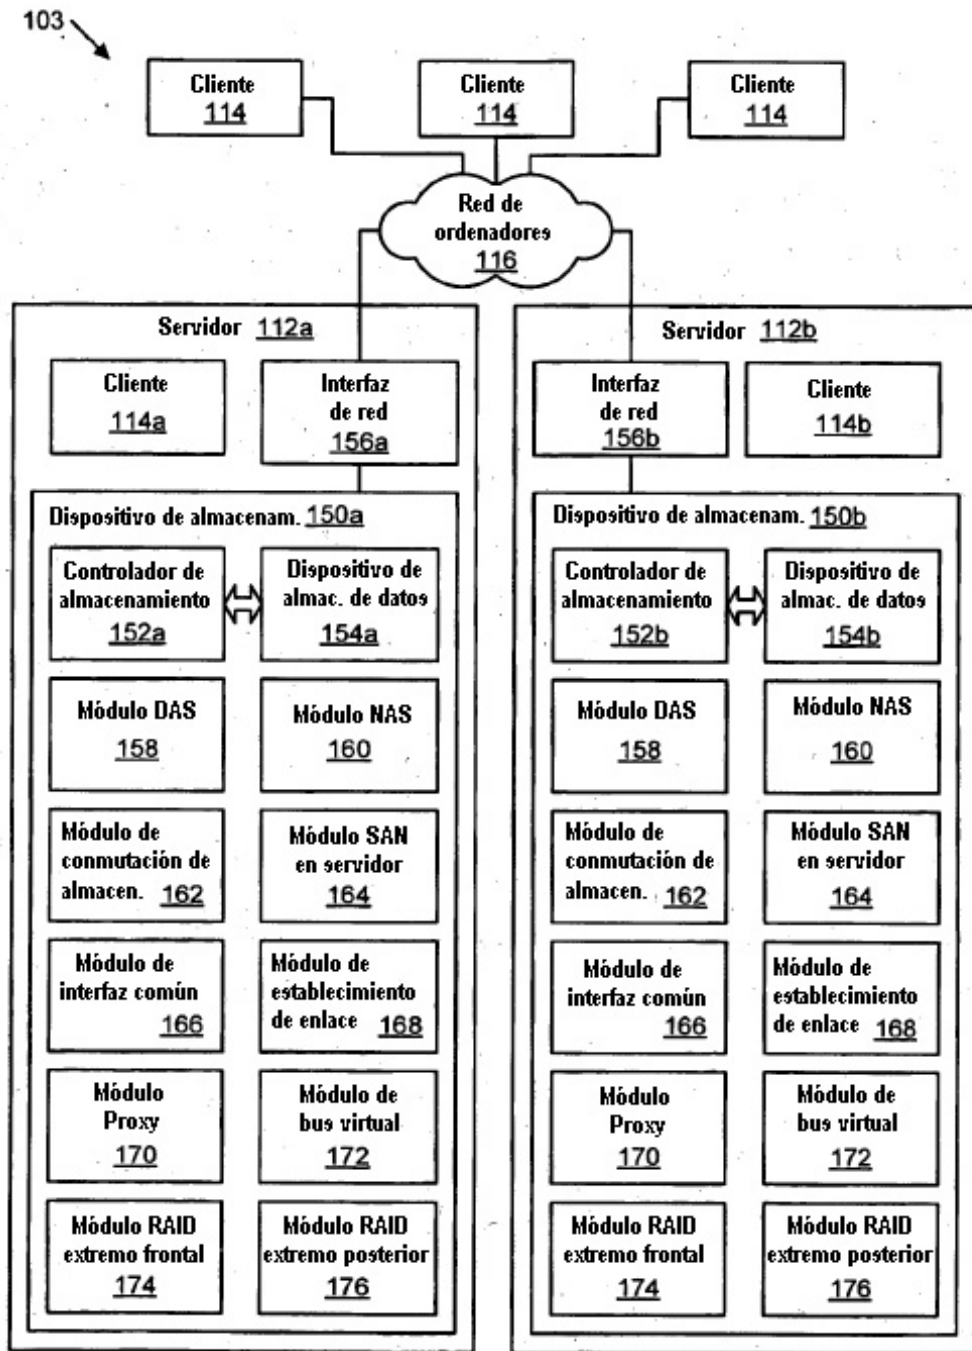 103
Cliente
114
Cliente
114
Cliente
114
Red de
ordenadores
116
Servidor 112a
Cliente
114a
Interfaz
de red
156a
Dispositivo de almacenam. 150a
Controlador de
almacenamiento
152a
Dispositivo de
almac. de datos
154a
Módulo DAS
158
Módulo NAS
160
Módulo de
conmutación de
almacen. 162
Módulo SAN
en servidor
164
Módulo de
interfaz común
166
Módulo de
establecimiento
de enlace 168
Módulo
Proxy
170
Módulo de
bus virtual
172
Módulo RAID
extremo frontal
174
Módulo RAID
extremo posterior
176
Servidor 112b
Interfaz
de red
156b
Cliente
114b
Dispositivo de almacenam. 150b
Controlador de
almacenamiento
152b
Dispositivo de
almac. de datos
154b
Módulo DAS
158
Módulo NAS
160
Módulo de
conmutación de
almacen. 162
Módulo SAN
en servidor
164
Módulo de
interfaz común
166
Módulo de
establecimiento
de enlace 168
Módulo
Proxy
170
Módulo de
bus virtual
172
Módulo RAID
extremo frontal
174
Módulo RAID
extremo posterior
176